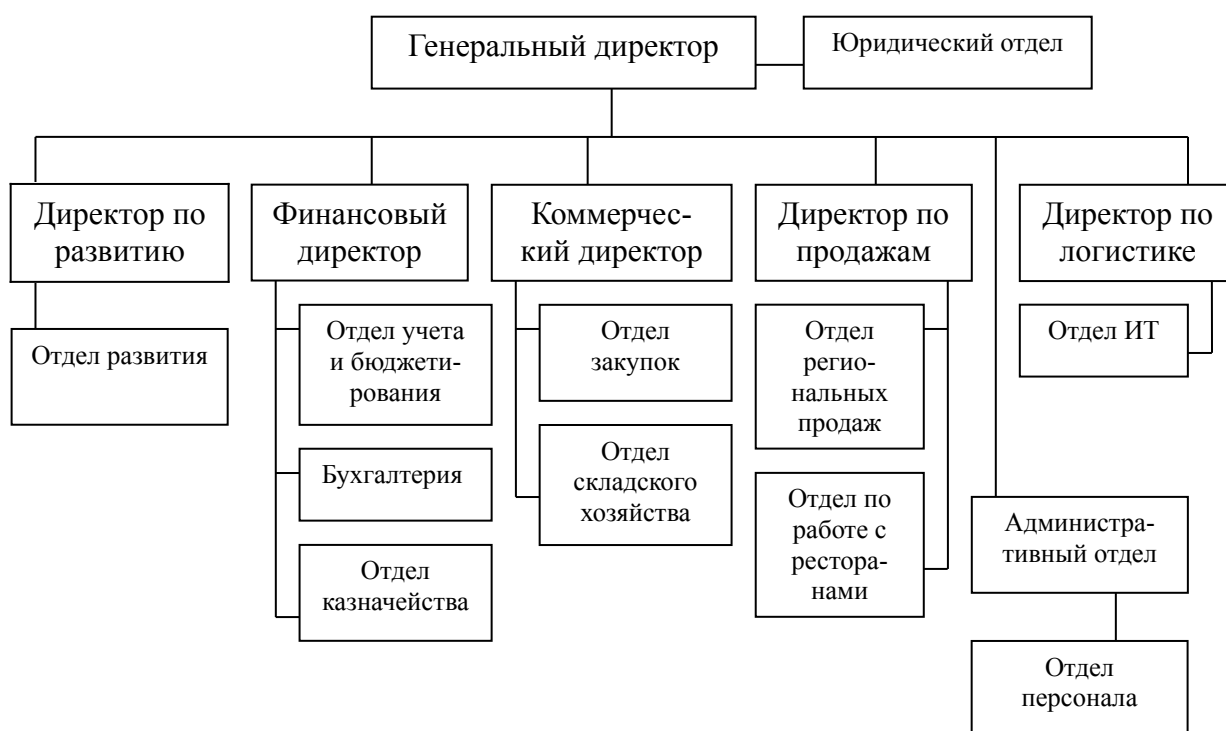 Генеральный директор
Юридический отдел
Директор по
развитию
Финансовый
директор
Коммерчес-
кий директор
Директор по
продажам
Директор по
логистике
Отдел развития
Отдел учета
и бюджети-
рования
Бухгалтерия
Отдел
казначейства
Отдел
закупок
Отдел
складского
хозяйства
Отдел
регио-
нальных
продаж
Отдел по
работе с
рестора-
нами
Отдел ИТ
Администра-
тивный отдел
Отдел
персонала